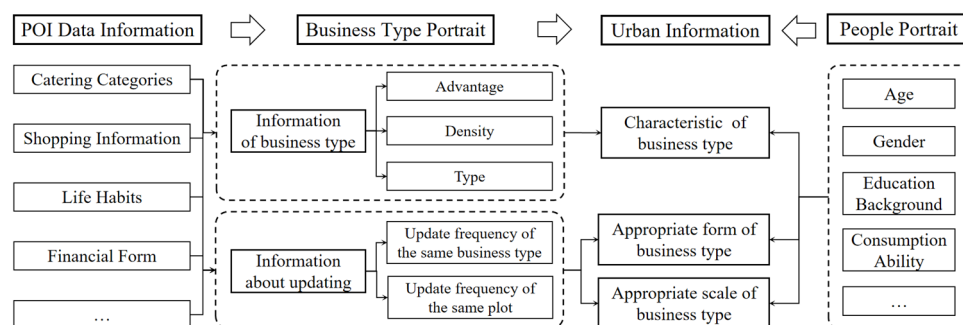 POI Data Information
Business Type Portrait
Urban Information
People Portrait
Catering Categories
Shopping Information
Life Habits
Financial Form
…
Information
of business type
Advantage
Density
Type
Information
about updating
Update frequency of
the same business type
Update frequency of
the same plot
Characteristic of
business type
Appropriate form of
business type
Appropriate scale of
business type
Age
Gender
Education
Background
Consumption
Ability
…